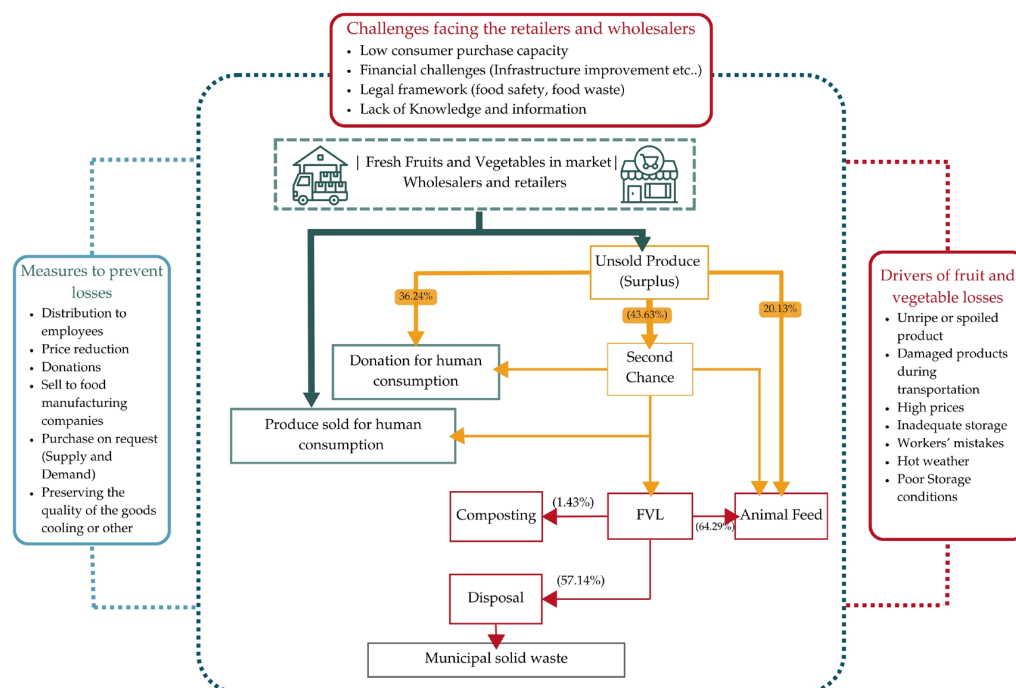 Challenges facing the retailers and wholesalers
• Low consumer purchase capacity
• Financial challenges (Infrastructure improvement etc..)
• Legal framework (food safety, food waste)
• Lack of Knowledge and information
| Fresh Fruits and Vegetables in market |
Wholesalers and retailers
Measures to prevent
losses
• Distribution to
employees
• Price reduction
• Donations
• Sell to food
manufacturing
companies
• Purchase on request
(Supply and
Demand)
• Preserving the
quality of the goods
cooling or other
Unsold Produce
(Surplus)
36.24%
(43.63%)
20.13%
Donation for human
consumption
Second
Chance
Produce sold for human
consumption
Composting
(1.43%)
FVL
(64.29%)
Animal Feed
(57.14%)
Disposal
Municipal solid waste
Drivers of fruit and
vegetable losses
• Unripe or spoiled
product
• Damaged products
during
transportation
• High prices
• Inadequate storage
• Workers’ mistakes
• Hot weather
• Poor Storage
conditions